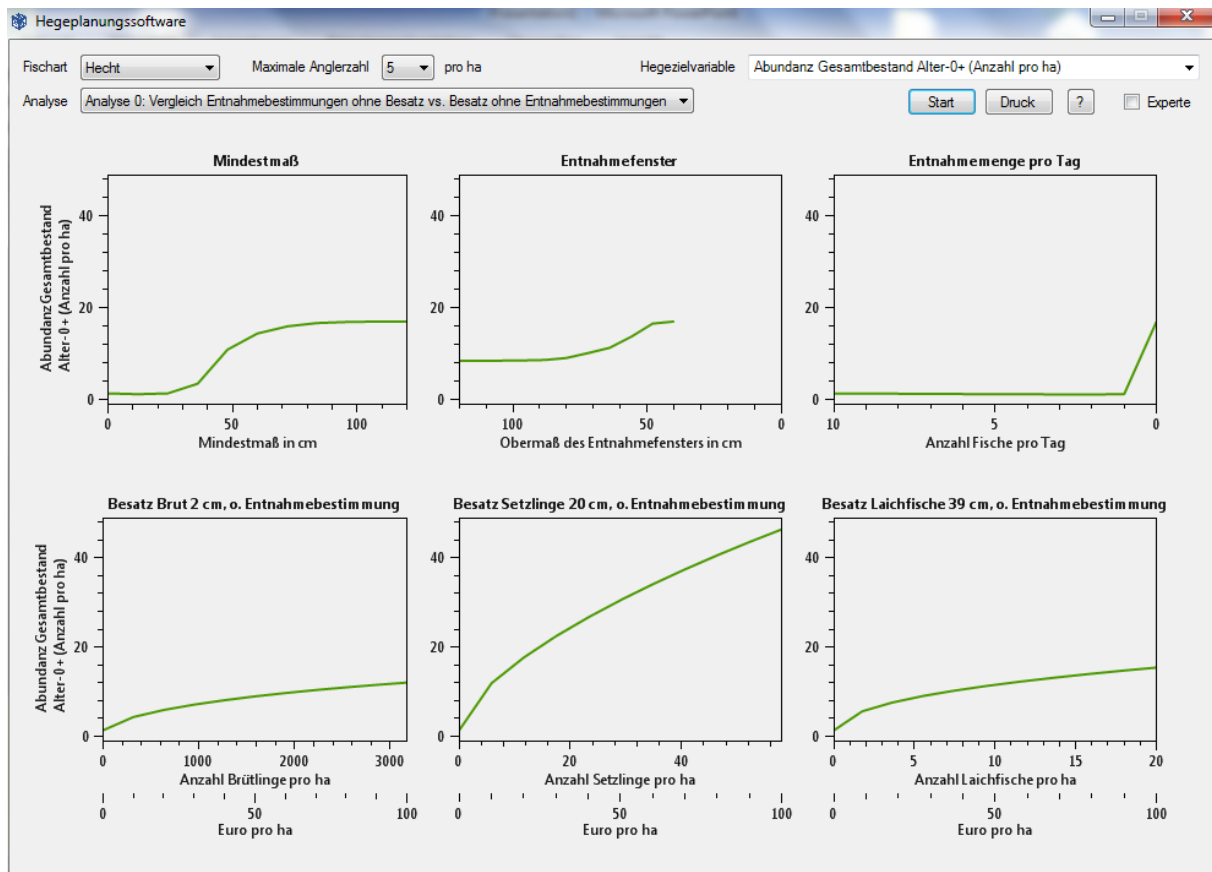 Hegeplanungssoftware
Fischart Hecht Maximale Anglerzahl 5 pro ha Hegezielvariable Abundanz Gesamtbestand Alter-0+ (Anzahl pro ha)
Analyse Analyse 0: Vergleich Entnahmebestimmungen ohne Besatz vs. Besatz ohne Entnahmebestimmungen Start Druck ? Experte
Mindestmaß
Abundanz Gesamtbestand
Alter-0+ (Anzahl pro ha)
40
20
0
0 50 100
Mindestmaß in cm
Entnahmefenster
40
20
0
100 50 0
Obermaß des Entnahmefensters in cm
Entnahmemenge pro Tag
40
20
0
10 5 0
Anzahl Fische pro Tag
Besatz Brut 2 cm, o. Entnahmebestimmung
Abundanz Gesamtbestand
Alter-0+ (Anzahl pro ha)
40
20
0
0 1000 2000 3000
Anzahl Brütlinge pro ha
0 50 100
Euro pro ha
Besatz Setzlinge 20 cm, o. Entnahmebestimmung
40
20
0
0 20 40
Anzahl Setzlinge pro ha
0 50 100
Euro pro ha
Besatz Laichfische 39 cm, o. Entnahmebestimmung
40
20
0
0 5 10 15 20
Anzahl Laichfische pro ha
0 50 100
Euro pro ha